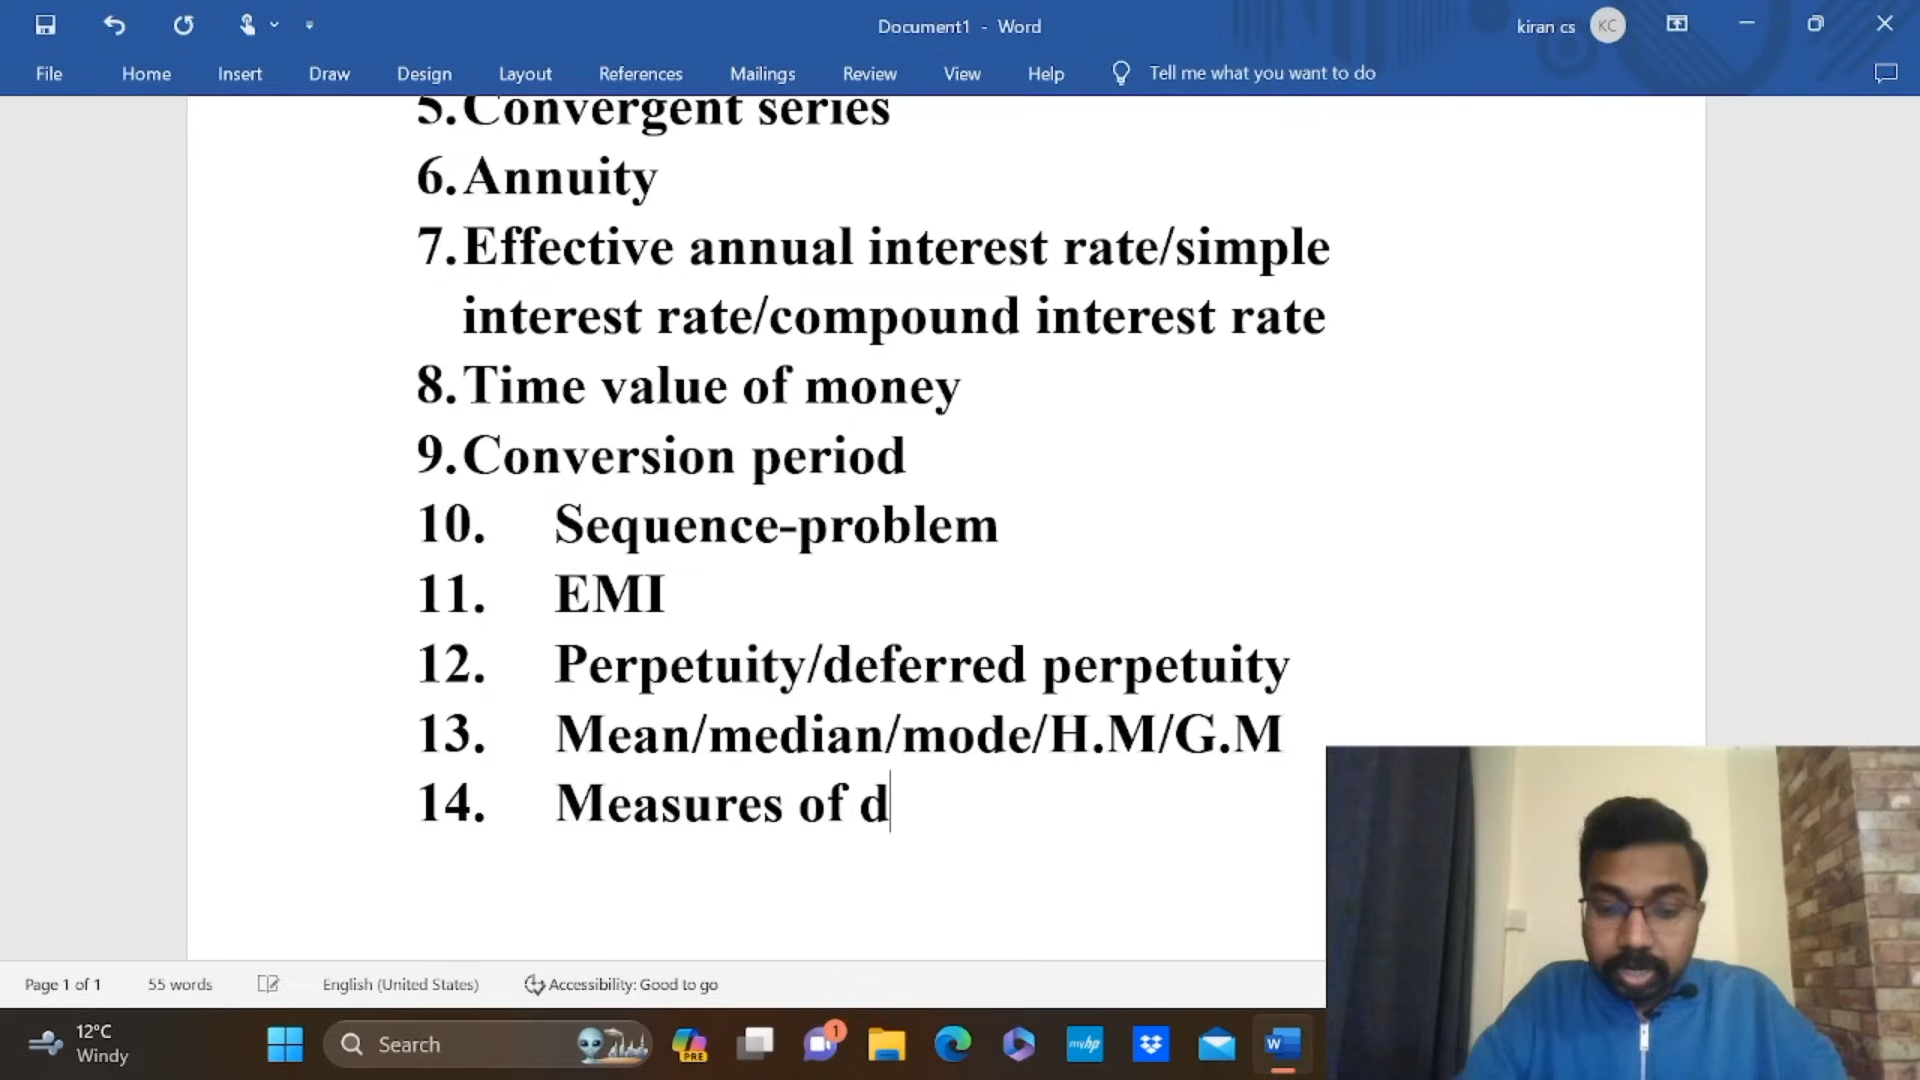 Document1 - Word
kiran cs
KC
File Home Insert Draw Design Layout References Mailings Review View Help Tell me what you want to do
5. Convergent series
6. Annuity
7. Effective annual interest rate/simple
interest rate/compound interest rate
8. Time value of money
9. Conversion period
10. Sequence-problem
11. EMI
12. Perpetuity/deferred perpetuity
13. Mean/median/mode/H.M/G.M
14. Measures of d
Page 1 of 1 55 words English (United States) Accessibility: Good to go
12°C
Windy
Search
PRE
1
myhp
W